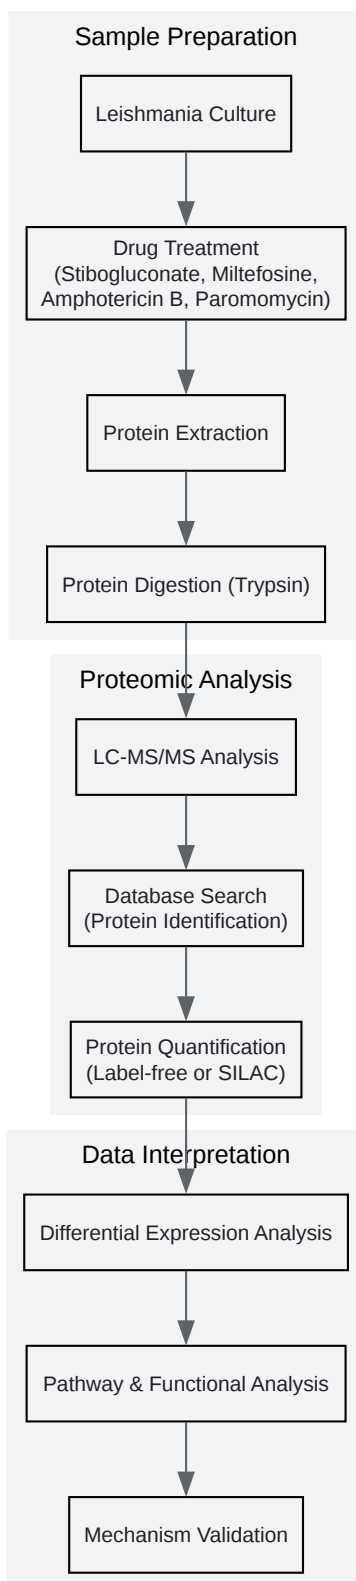 Sample Preparation
Leishmania Culture
Drug Treatment
(Stibogluconate, Miltefosine,
Amphotericin B, Paromomycin)
Protein Extraction
Protein Digestion (Trypsin)
Proteomic Analysis
LC-MS/MS Analysis
Database Search
(Protein Identification)
Protein Quantification
(Label-free or SILAC)
Data Interpretation
Differential Expression Analysis
Pathway & Functional Analysis
Mechanism Validation